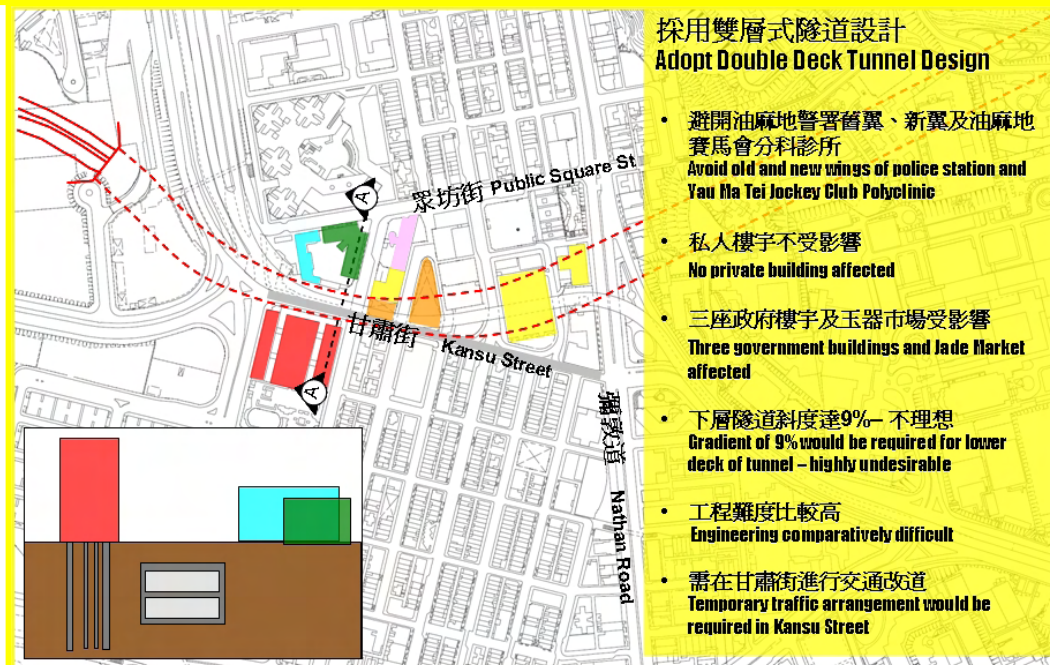 採用雙層式隧道設計
Adopt Double Deck Tunnel Design
• 避開油麻地警署舊翼、新翼及油麻地
賽馬會分科診所
Avoid old and new wings of police station and
Yau Ma Tei Jockey Club Polyclinic
• 私人樓宇不受影響
No private building affected
• 三座政府樓宇及玉器市場受影響
Three government buildings and Jade Market
affected
• 下層隧道斜度達9%– 不理想
Gradient of 9% would be required for lower
deck of tunnel – highly undesirable
• 工程難度比較高
Engineering comparatively difficult
• 需在甘肅街進行交通改道
Temporary traffic arrangement would be
required in Kansu Street
眾坊街 Public Square St
A
甘肅街 Kansu Street
A
彌敦道 Nathan Road